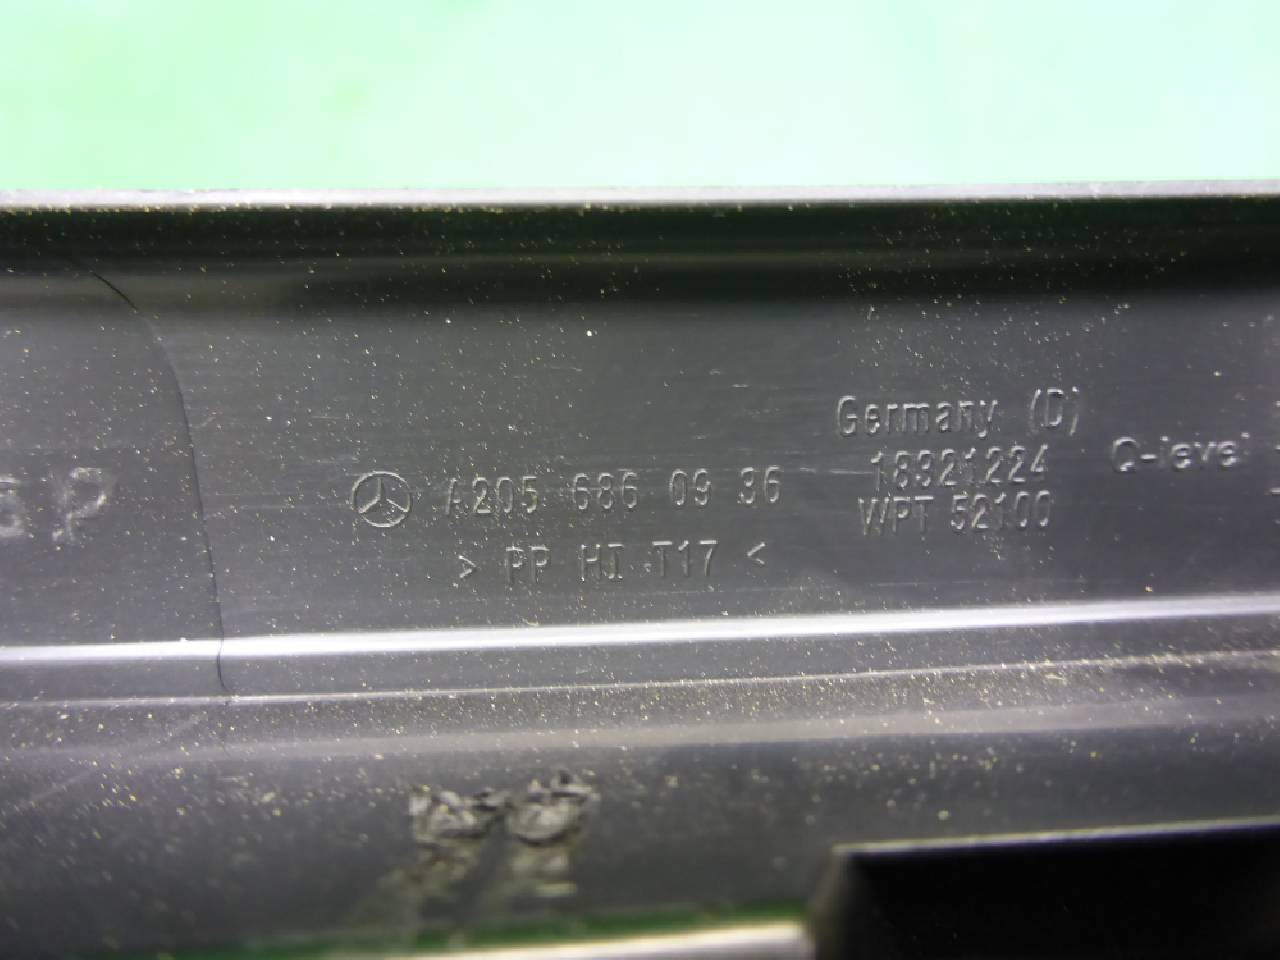 A205 686 09 36
> PP HI T17 <
Germany (D)
18321224
WPT 52100
Q-level